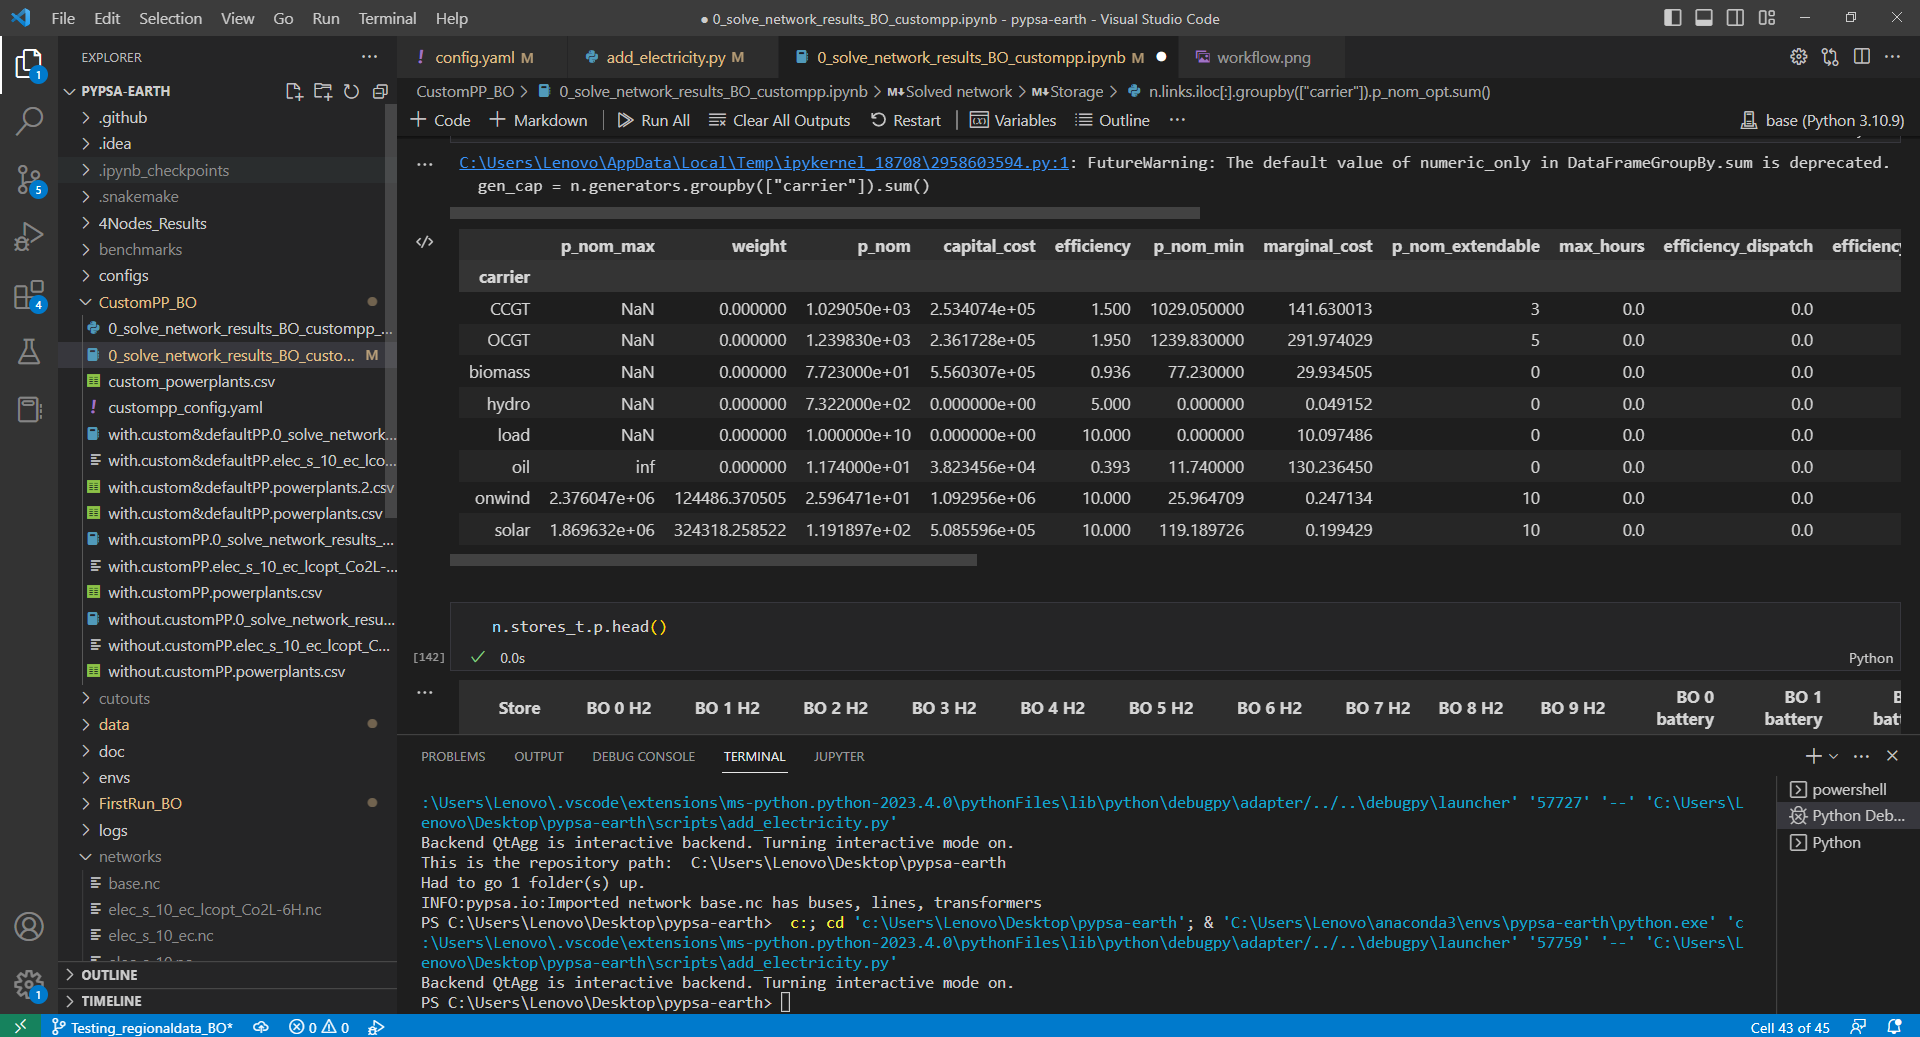 File Edit Selection View Go Run Terminal Help
● 0_solve_network_results_BO_custompp.ipynb - pypsa-earth - Visual Studio Code
EXPLORER
PYPSA-EARTH
.github
.idea
.ipynb_checkpoints
.snakemake
4Nodes_Results
benchmarks
configs
CustomPP_BO
0_solve_network_results_BO_custompp_...
0_solve_network_results_BO_custo... M
custom_powerplants.csv
! custompp_config.yaml
with.custom&defaultPP.0_solve_network...
with.custom&defaultPP.elec_s_10_ec_lco...
with.custom&defaultPP.powerplants.2.csv
with.custom&defaultPP.powerplants.csv
with.customPP.0_solve_network_results_...
with.customPP.elec_s_10_ec_lcopt_Co2L-...
with.customPP.powerplants.csv
without.customPP.0_solve_network_resu...
without.customPP.elec_s_10_ec_lcopt_C...
without.customPP.powerplants.csv
cutouts
data
doc
envs
FirstRun_BO
logs
networks
base.nc
elec_s_10_ec_lcopt_Co2L-6H.nc
elec_s_10_ec.nc
OUTLINE
TIMELINE
1
5
4
1
! config.yaml M add_electricity.py M 0_solve_network_results_BO_custompp.ipynb M ● workflow.png
CustomPP_BO > 0_solve_network_results_BO_custompp.ipynb > M↓Solved network > M↓Storage > n.links.iloc[:].groupby(["carrier"]).p_nom_opt.sum()
+ Code + Markdown Run All Clear All Outputs Restart Variables Outline ··· base (Python 3.10.9)
C:\Users\Lenovo\AppData\Local\Temp\ipykernel_18708\2958603594.py:1: FutureWarning: The default value of numeric_only in DataFrameGroupBy.sum is deprecated.
gen_cap = n.generators.groupby(["carrier"]).sum()
p_nom_max weight p_nom capital_cost efficiency p_nom_min marginal_cost p_nom_extendable max_hours efficiency_dispatch efficiency
carrier
CCGT NaN 0.000000 1.029050e+03 2.534074e+05 1.500 1029.050000 141.630013 3 0.0 0.0
OCGT NaN 0.000000 1.239830e+03 2.361728e+05 1.950 1239.830000 291.974029 5 0.0 0.0
biomass NaN 0.000000 7.723000e+01 5.560307e+05 0.936 77.230000 29.934505 0 0.0 0.0
hydro NaN 0.000000 7.322000e+02 0.000000e+00 5.000 0.000000 0.049152 0 0.0 0.0
load NaN 0.000000 1.000000e+10 0.000000e+00 10.000 0.000000 10.097486 0 0.0 0.0
oil inf 0.000000 1.174000e+01 3.823456e+04 0.393 11.740000 130.236450 0 0.0 0.0
onwind 2.376047e+06 124486.370505 2.596471e+01 1.092956e+06 10.000 25.964709 0.247134 10 0.0 0.0
solar 1.869632e+06 324318.258522 1.191897e+02 5.085596e+05 10.000 119.189726 0.199429 10 0.0 0.0
n.stores_t.p.head()
[142] ✓ 0.0s Python
Store BO 0 H2 BO 1 H2 BO 2 H2 BO 3 H2 BO 4 H2 BO 5 H2 BO 6 H2 BO 7 H2 BO 8 H2 BO 9 H2 BO 0 battery BO 1 battery
PROBLEMS OUTPUT DEBUG CONSOLE TERMINAL JUPYTER
:\Users\Lenovo\.vscode\extensions\ms-python.python-2023.4.0\pythonFiles\lib\python\debugpy\adapter/../..\debugpy\launcher' '57727' '--' 'C:\Users\L
enovo\Desktop\pypsa-earth\scripts\add_electricity.py'
Backend QtAgg is interactive backend. Turning interactive mode on.
This is the repository path:  C:\Users\Lenovo\Desktop\pypsa-earth
Had to go 1 folder(s) up.
INFO:pypsa.io:Imported network base.nc has buses, lines, transformers
PS C:\Users\Lenovo\Desktop\pypsa-earth>  c:; cd 'c:\Users\Lenovo\Desktop\pypsa-earth'; & 'C:\Users\Lenovo\anaconda3\envs\pypsa-earth\python.exe' 'c
:\Users\Lenovo\.vscode\extensions\ms-python.python-2023.4.0\pythonFiles\lib\python\debugpy\adapter/../..\debugpy\launcher' '57759' '--' 'C:\Users\L
enovo\Desktop\pypsa-earth\scripts\add_electricity.py'
Backend QtAgg is interactive backend. Turning interactive mode on.
PS C:\Users\Lenovo\Desktop\pypsa-earth>
powershell
Python Deb...
Python
Testing_regionaldata_BO* 0 0 Cell 43 of 45